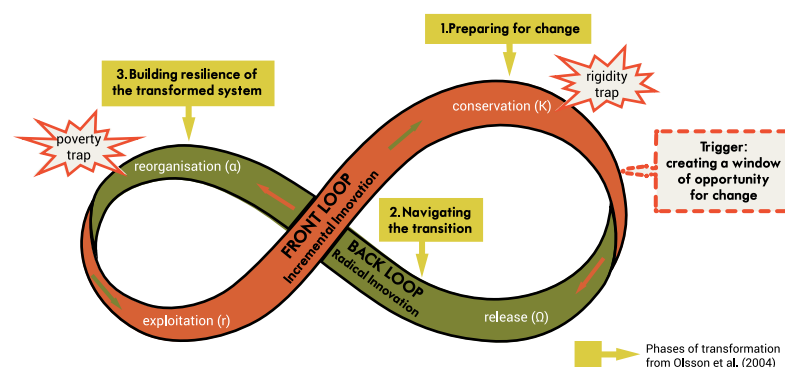 1.Preparing for change
3.Building resilience of
the transformed system
rigidity
trap
conservation (K)
poverty
trap
reorganisation (α)
Trigger:
creating a window
of opportunity
for change
FRONT LOOP
Incremental Innovation
2.Navigating
the transition
BACK LOOP
Radical Innovation
exploitation (r)
release (Ω)
Phases of transformation
from Olsson et al. (2004)